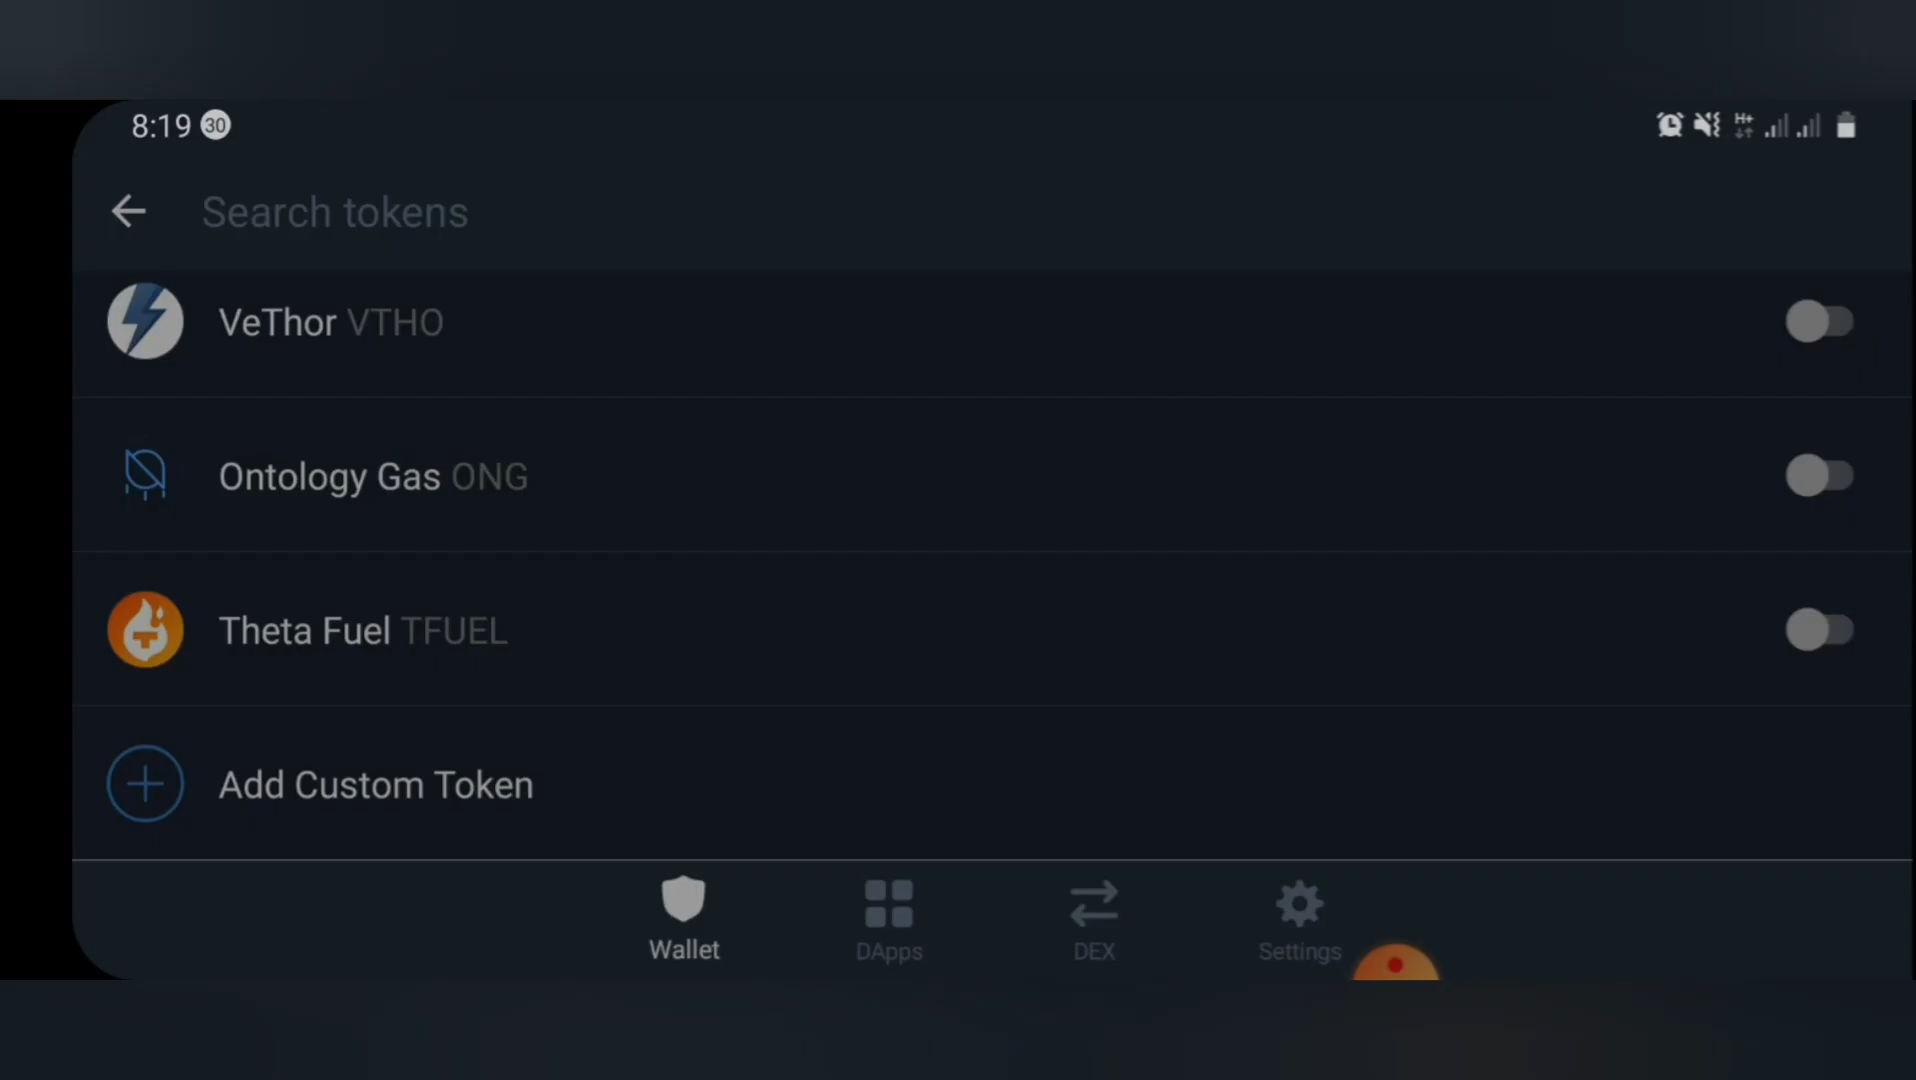 8:19 30
H+
Search tokens
VeThor VTHO
Ontology Gas ONG
Theta Fuel TFUEL
Add Custom Token
Wallet DApps DEX Settings